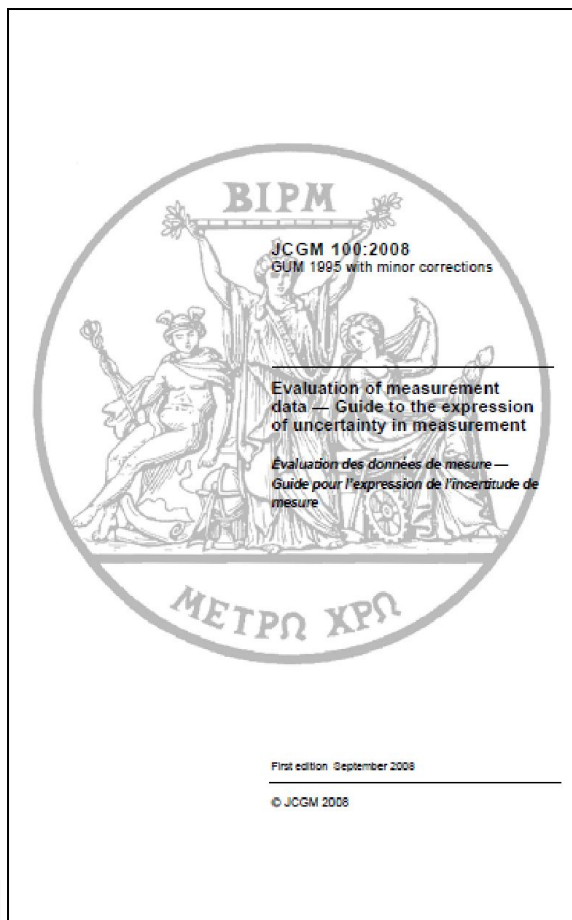 BIPM
JCGM 100:2008
GUM 1995 with minor corrections
Evaluation of measurement
data — Guide to the expression
of uncertainty in measurement
Évaluation des données de mesure —
Guide pour l'expression de l'incertitude de
mesure
ΜΕΤΡΩ ΧΡΩ
First edition September 2008
© JCGM 2008